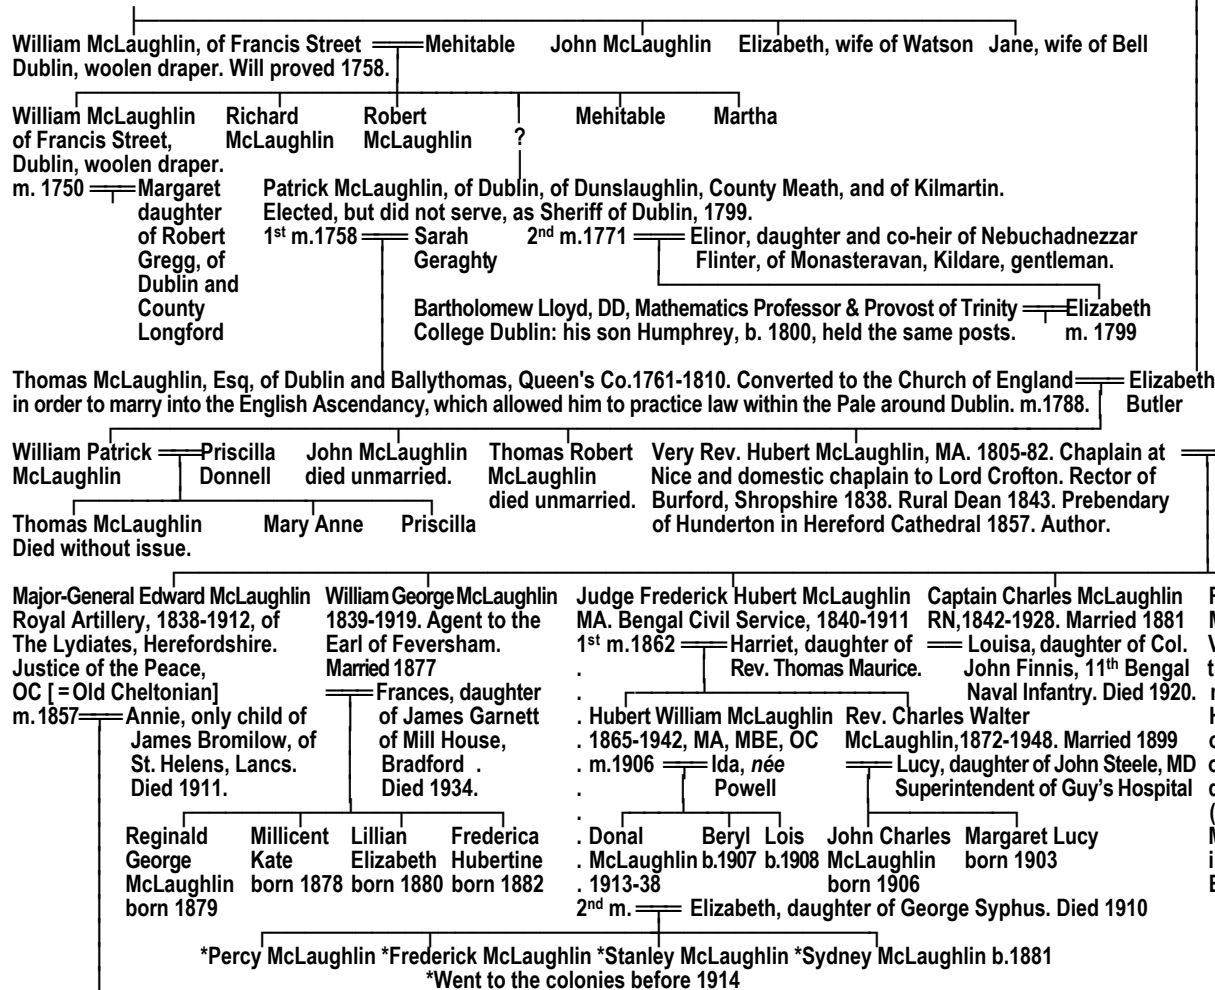 William McLaughlin, of Francis Street Mehitable John McLaughlin Elizabeth, wife of Watson Jane, wife of Bell
Dublin, woolen draper. Will proved 1758.
William McLaughlin Richard Robert Mehitable Martha
of Francis Street, McLaughlin McLaughlin ?
Dublin, woolen draper.
m. 1750 Margaret Patrick McLaughlin, of Dublin, of Dunslaughlin, County Meath, and of Kilmartin.
daughter Elected, but did not serve, as Sheriff of Dublin, 1799.
of Robert 1st m.1758 Sarah 2nd m.1771 Elinor, daughter and co-heir of Nebuchadnezzar
Gregg, of Geraghty Flinter, of Monasteravan, Kildare, gentleman.
Dublin and
County Bartholomew Lloyd, DD, Mathematics Professor & Provost of Trinity Elizabeth
Longford College Dublin: his son Humphrey, b. 1800, held the same posts. m. 1799
Thomas McLaughlin, Esq, of Dublin and Ballythomas, Queen's Co.1761-1810. Converted to the Church of England Elizabeth
in order to marry into the English Ascendancy, which allowed him to practice law within the Pale around Dublin. m.1788. Butler
William Patrick Priscilla John McLaughlin Thomas Robert Very Rev. Hubert McLaughlin, MA. 1805-82. Chaplain at
McLaughlin Donnell died unmarried. McLaughlin Nice and domestic chaplain to Lord Crofton. Rector of
died unmarried. Burford, Shropshire 1838. Rural Dean 1843. Prebendary
Thomas McLaughlin Mary Anne Priscilla of Hunderton in Hereford Cathedral 1857. Author.
Died without issue.
Major-General Edward McLaughlin William George McLaughlin Judge Frederick Hubert McLaughlin Captain Charles McLaughlin
Royal Artillery, 1838-1912, of 1839-1919. Agent to the MA. Bengal Civil Service, 1840-1911 RN,1842-1928. Married 1881
The Lydiates, Herefordshire. Earl of Feversham. 1st m.1862 Harriet, daughter of Louisa, daughter of Col.
Justice of the Peace, Married 1877 . Rev. Thomas Maurice. John Finnis, 11th Bengal
OC [ =Old Cheltonian] Frances, daughter . Naval Infantry. Died 1920.
m.1857 Annie, only child of of James Garnett . Hubert William McLaughlin Rev. Charles Walter
James Bromilow, of of Mill House, . 1865-1942, MA, MBE, OC McLaughlin,1872-1948. Married 1899
St. Helens, Lancs. Bradford . . m.1906 Ida, née Lucy, daughter of John Steele, MD
Died 1911. Died 1934. . Powell Superintendent of Guy's Hospital
.
Reginald Millicent Lillian Frederica . Donal Beryl Lois John Charles Margaret Lucy
George Kate Elizabeth Hubertine . McLaughlin b.1907 b.1908 McLaughlin born 1903
McLaughlin born 1878 born 1880 born 1882 . 1913-38 born 1906
born 1879 2nd m. Elizabeth, daughter of George Syphus. Died 1910
*Percy McLaughlin *Frederick McLaughlin *Stanley McLaughlin *Sydney McLaughlin b.1881
*Went to the colonies before 1914